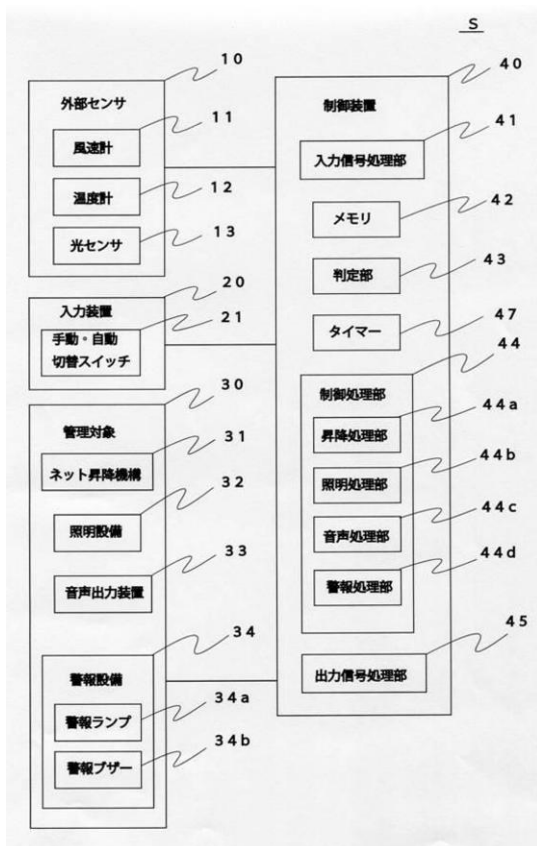 S
10
外部センサ
11
風速計
12
温度計
13
光センサ
20
入力装置
21
手動・自動
切替スイッチ
30
管理対象
31
ネット昇降機構
32
照明設備
33
音声出力装置
34
警報設備
34a
警報ランプ
34b
警報ブザー
40
制御装置
41
入力信号処理部
42
メモリ
43
判定部
47
タイマー
44
制御処理部
44a
昇降処理部
44b
照明処理部
44c
音声処理部
44d
警報処理部
45
出力信号処理部